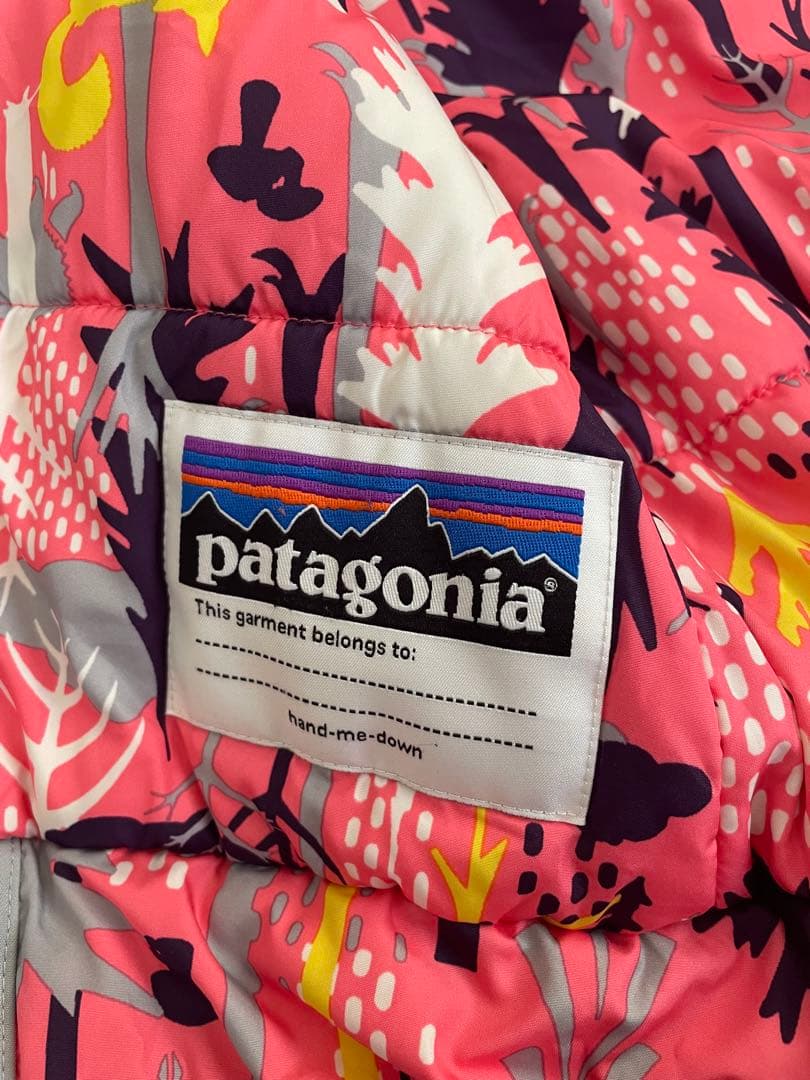 patagonia®
This garment belongs to:
hand-me-down